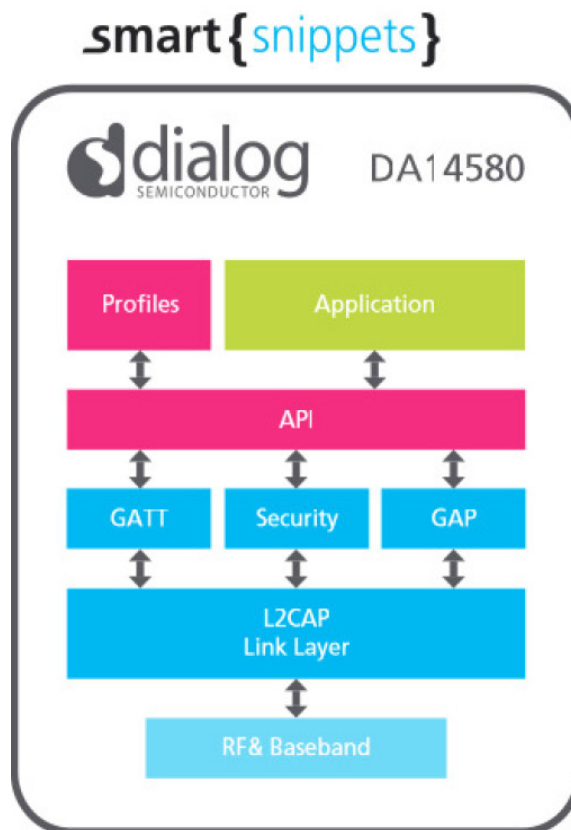 smart{snippets}
dialog
SEMICONDUCTOR
DA14580
Profiles
Application
API
GATT
Security
GAP
L2CAP
Link Layer
RF& Baseband